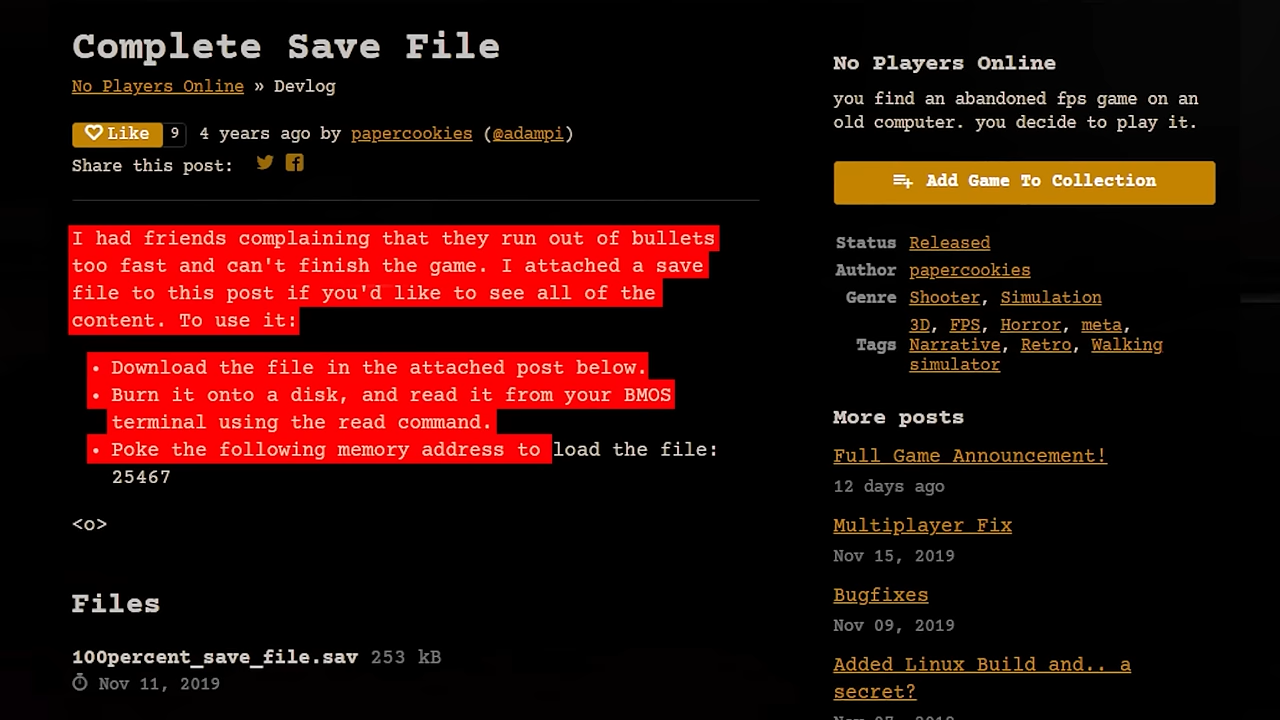 Complete Save File
No Players Online » Devlog
Like 9 4 years ago by papercookies (@adampi)
Share this post:
I had friends complaining that they run out of bullets
too fast and can't finish the game. I attached a save
file to this post if you'd like to see all of the
content. To use it:
• Download the file in the attached post below.
• Burn it onto a disk, and read it from your BMOS
terminal using the read command.
• Poke the following memory address to load the file:
25467
<o>
Files
100percent_save_file.sav 253 kB
Nov 11, 2019
No Players Online
you find an abandoned fps game on an
old computer. you decide to play it.
Add Game To Collection
Status Released
Author papercookies
Genre Shooter, Simulation
3D, FPS, Horror, meta,
Tags Narrative, Retro, Walking
simulator
More posts
Full Game Announcement!
12 days ago
Multiplayer Fix
Nov 15, 2019
Bugfixes
Nov 09, 2019
Added Linux Build and.. a
secret?